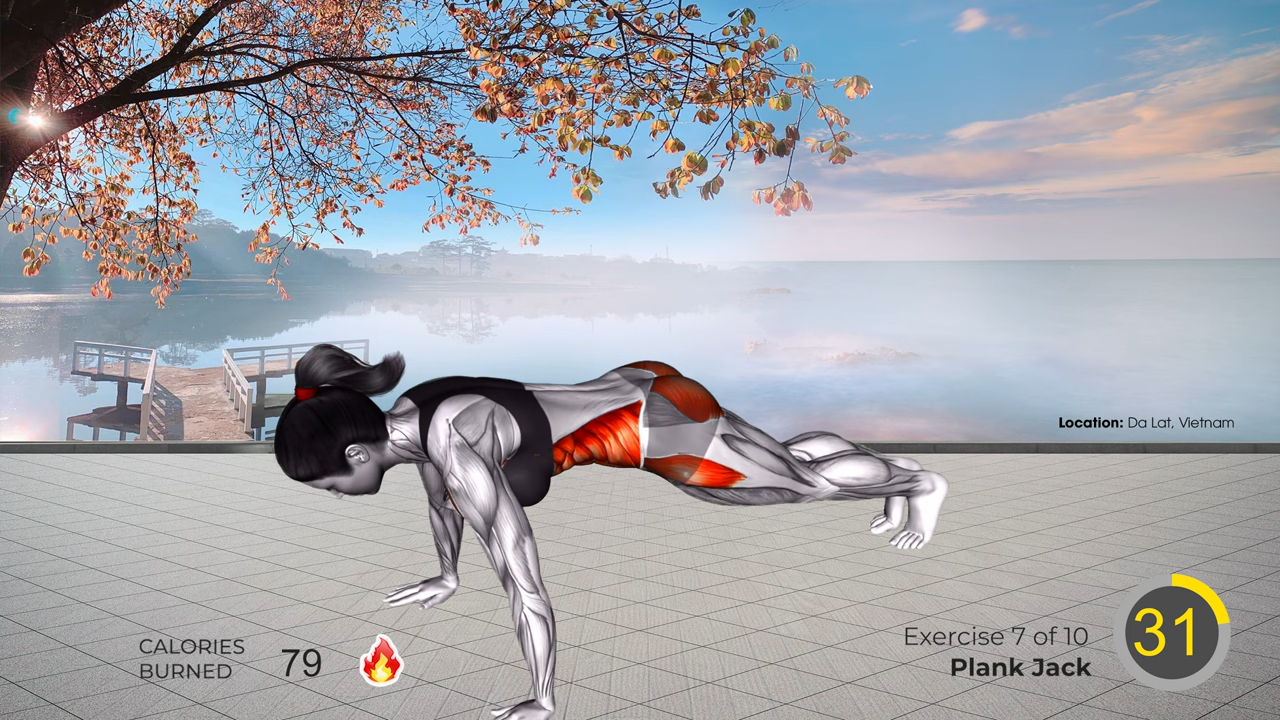 Location: Da Lat, Vietnam
CALORIES
BURNED
79
Exercise 7 of 10
Plank Jack
31